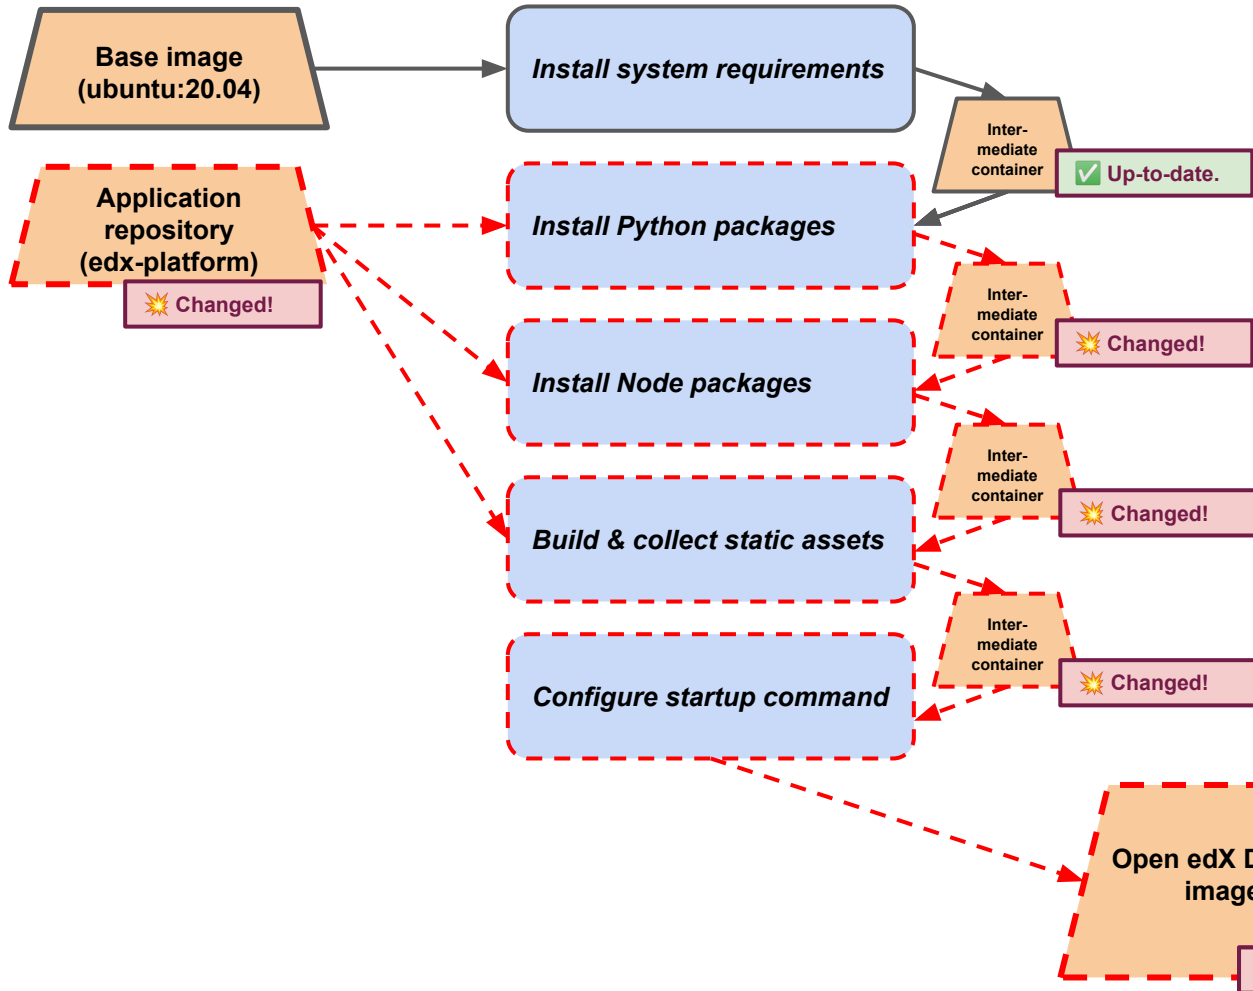 Base image
(ubuntu:20.04)
Install system requirements
Inter-
mediate
container
✅ Up-to-date.
Application
repository
(edx-platform)
💥 Changed!
Install Python packages
Inter-
mediate
container
💥 Changed!
Install Node packages
Inter-
mediate
container
💥 Changed!
Build & collect static assets
Inter-
mediate
container
💥 Changed!
Configure startup command
Open edX
image